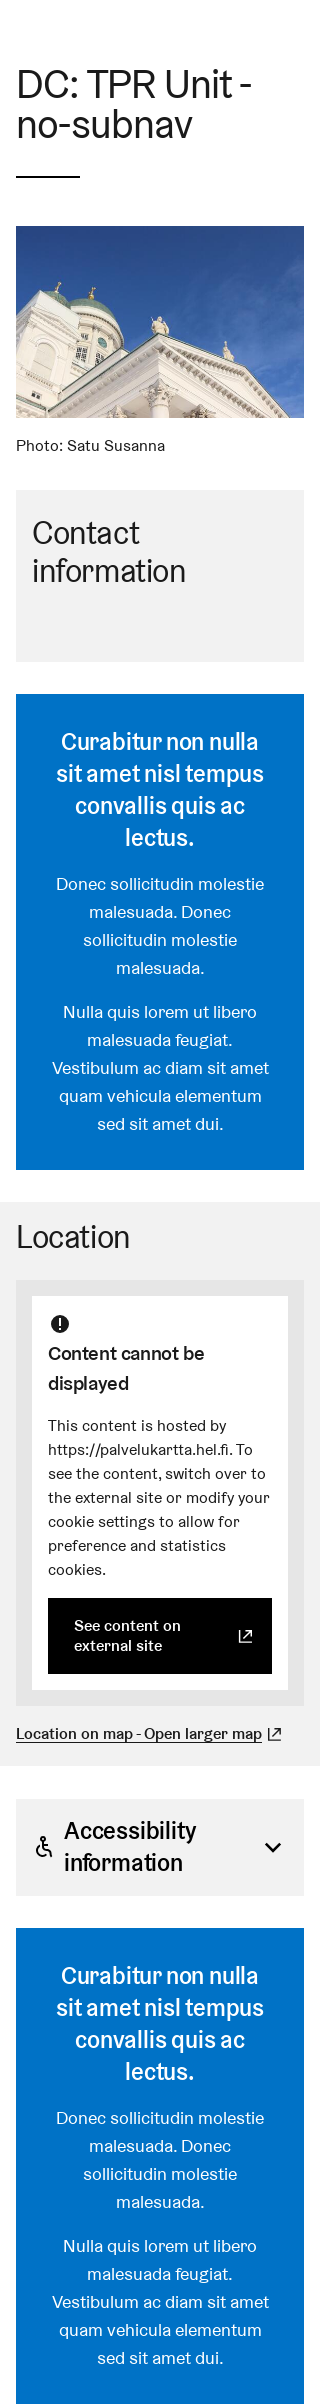 DC: TPR Unit -
no-subnav
Photo: Satu Susanna
Contact
information
Curabitur non nulla
sit amet nisl tempus
convallis quis ac
lectus.
Donec sollicitudin molestie
malesuada. Donec
sollicitudin molestie
malesuada.
Nulla quis lorem ut libero
malesuada feugiat.
Vestibulum ac diam sit amet
quam vehicula elementum
sed sit amet dui.
Location
Content cannot be
displayed
This content is hosted by
https://palvelukartta.hel.fi. To
see the content, switch over to
the external site or modify your
cookie settings to allow for
preference and statistics
cookies.
See content on
external site
Location on map - Open larger map
Accessibility
information
Curabitur non nulla
sit amet nisl tempus
convallis quis ac
lectus.
Donec sollicitudin molestie
malesuada. Donec
sollicitudin molestie
malesuada.
Nulla quis lorem ut libero
malesuada feugiat.
Vestibulum ac diam sit amet
quam vehicula elementum
sed sit amet dui.